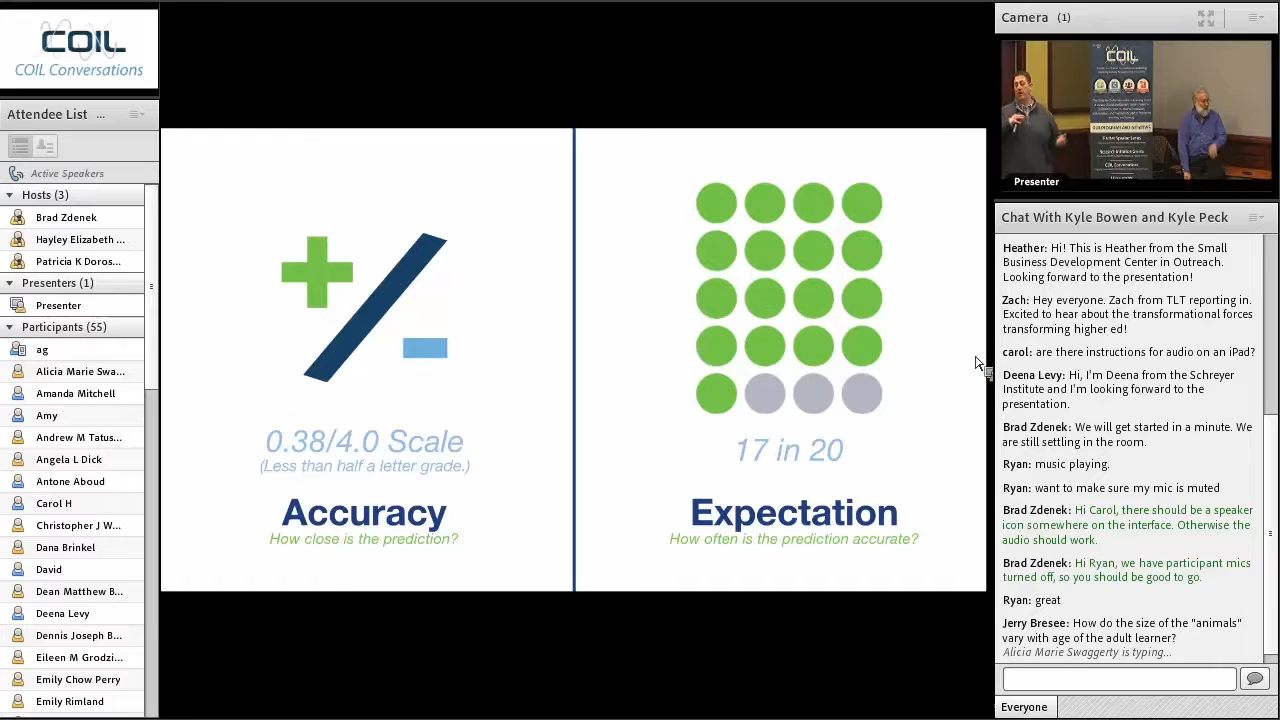 COIL
COIL Conversations
Attendee List ...
Active Speakers
Hosts (3)
Brad Zdenek
Hayley Elizabeth ...
Patricia K Doros...
Presenters (1)
Presenter
Participants (55)
ag
Alicia Marie Swa...
Amanda Mitchell
Amy
Andrew M Tatus...
Angela L Dick
Antone Aboud
Carol H
Christopher J W...
Dana Brinkel
David
Dean Matthew B...
Deena Levy
Dennis Joseph B...
Eileen M Grodzi...
Emily Chow Perry
Emily Rimland
0.38/4.0 Scale
(Less than half a letter grade.)
Accuracy
How close is the prediction?
17 in 20
Expectation
How often is the prediction accurate?
Camera (1)
COIL
Presenter
Chat With Kyle Bowen and Kyle Peck
Heather: Hi! This is Heather from the Small
Business Development Center in Outreach.
Looking forward to the presentation!
Zach: Hey everyone. Zach from TLT reporting in.
Excited to hear about the transformational forces
transforming higher ed!
carol: are there instructions for audio on an iPad?
Deena Levy: Hi, I'm Deena from the Schreyer
Institute and I'm looking forward to the
presentation.
Brad Zdenek: We will get started in a minute. We
are still settling in the room.
Ryan: music playing.
Ryan: want to make sure my mic is muted
Brad Zdenek: Hi Carol, there should be a speaker
icon somewhere on the interface. Otherwise the
audio should work.
Brad Zdenek: Hi Ryan, we have participant mics
turned off, so you should be good to go.
Ryan: great
Jerry Bresee: How do the size of the "animals"
vary with age of the adult learner?
Alicia Marie Swaggerty is typing...
Everyone